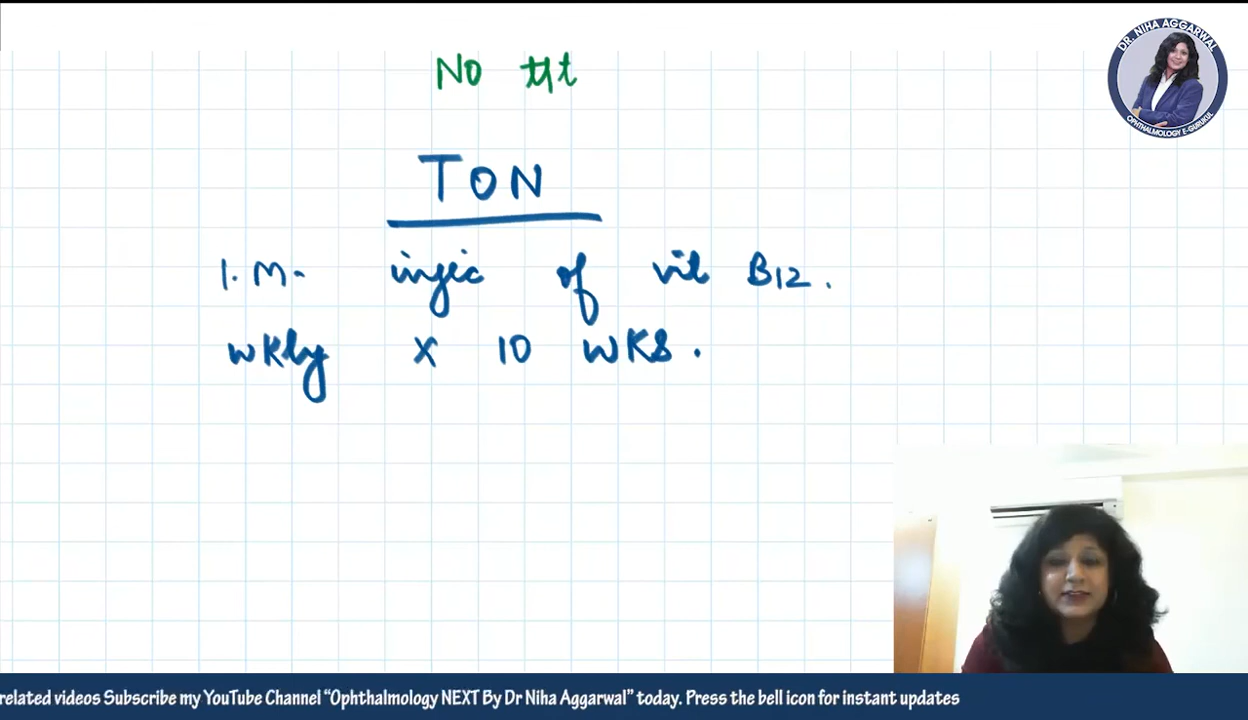 DR. NIHA AGGARWAL
OPHTHALMOLOGY E-GURUKUL
NO ttt
TON
I.M. injec of vit B12.
wkly x 10 WKS.
related videos Subscribe my YouTube Channel “Ophthalmology NEXT By Dr Niha Aggarwal” today. Press the bell icon for instant updates